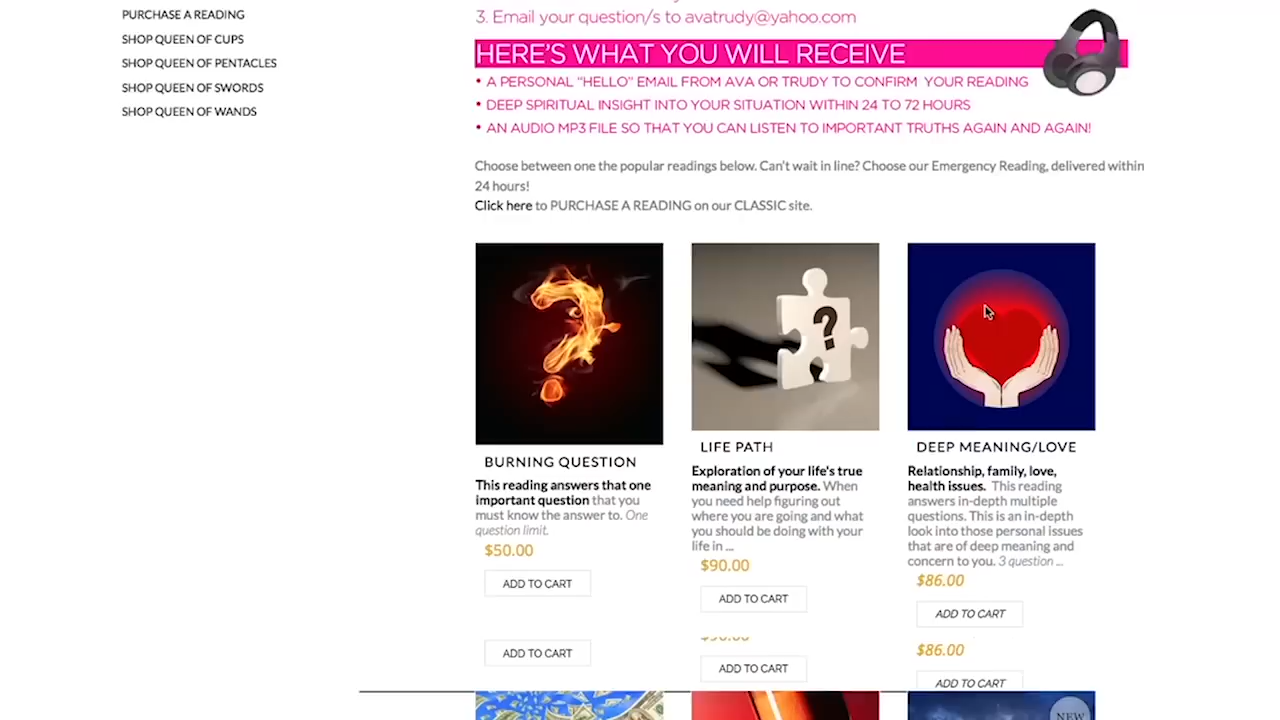 PURCHASE A READING
SHOP QUEEN OF CUPS
SHOP QUEEN OF PENTACLES
SHOP QUEEN OF SWORDS
SHOP QUEEN OF WANDS
3. Email your question/s to avatrudy@yahoo.com
HERE'S WHAT YOU WILL RECEIVE
• A PERSONAL “HELLO” EMAIL FROM AVA OR TRUDY TO CONFIRM YOUR READING
• DEEP SPIRITUAL INSIGHT INTO YOUR SITUATION WITHIN 24 TO 72 HOURS
• AN AUDIO MP3 FILE SO THAT YOU CAN LISTEN TO IMPORTANT TRUTHS AGAIN AND AGAIN!
Choose between one the popular readings below. Can't wait in line? Choose our Emergency Reading, delivered within
24 hours!
Click here to PURCHASE A READING on our CLASSIC site.
?
BURNING QUESTION
This reading answers that one
important question that you
must know the answer to. One
question limit.
$50.00
ADD TO CART
ADD TO CART
?
LIFE PATH
Exploration of your life's true
meaning and purpose. When
you need help figuring out
where you are going and what
you should be doing with your
life in ...
$90.00
ADD TO CART
ADD TO CART
DEEP MEANING/LOVE
Relationship, family, love,
health issues. This reading
answers in-depth multiple
questions. This is an in-depth
look into those personal issues
that are of deep meaning and
concern to you. 3 question ...
$86.00
ADD TO CART
$86.00
ADD TO CART
NEW